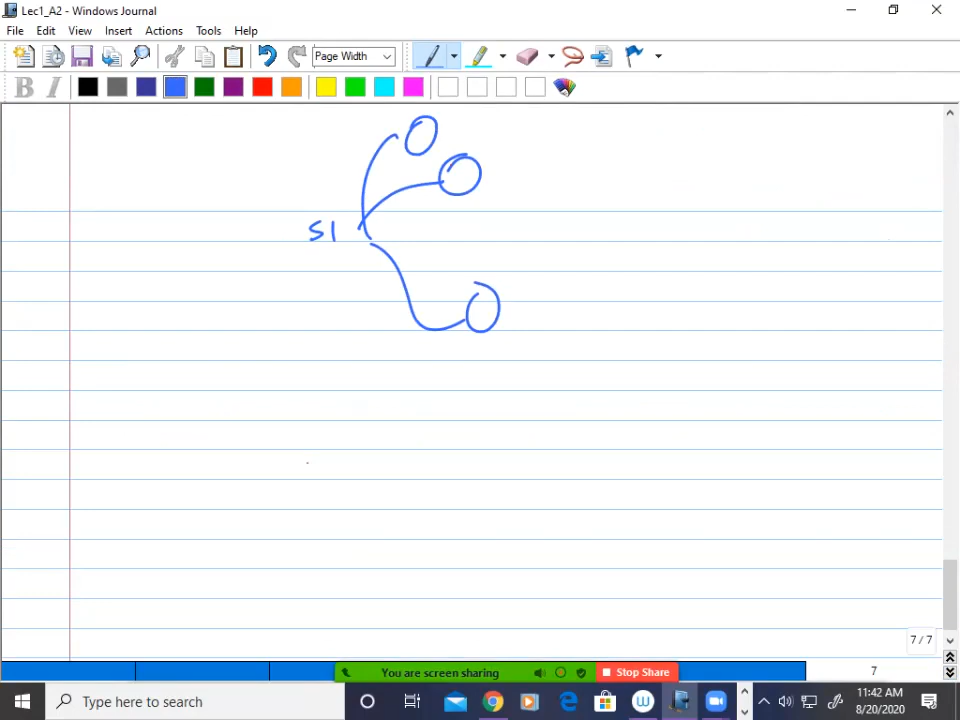 Lec1_A2 - Windows Journal
File Edit View Insert Actions Tools Help
Page Width
B I
S1
7 / 7
You are screen sharing Stop Share
7
Type here to search
11:42 AM
8/20/2020